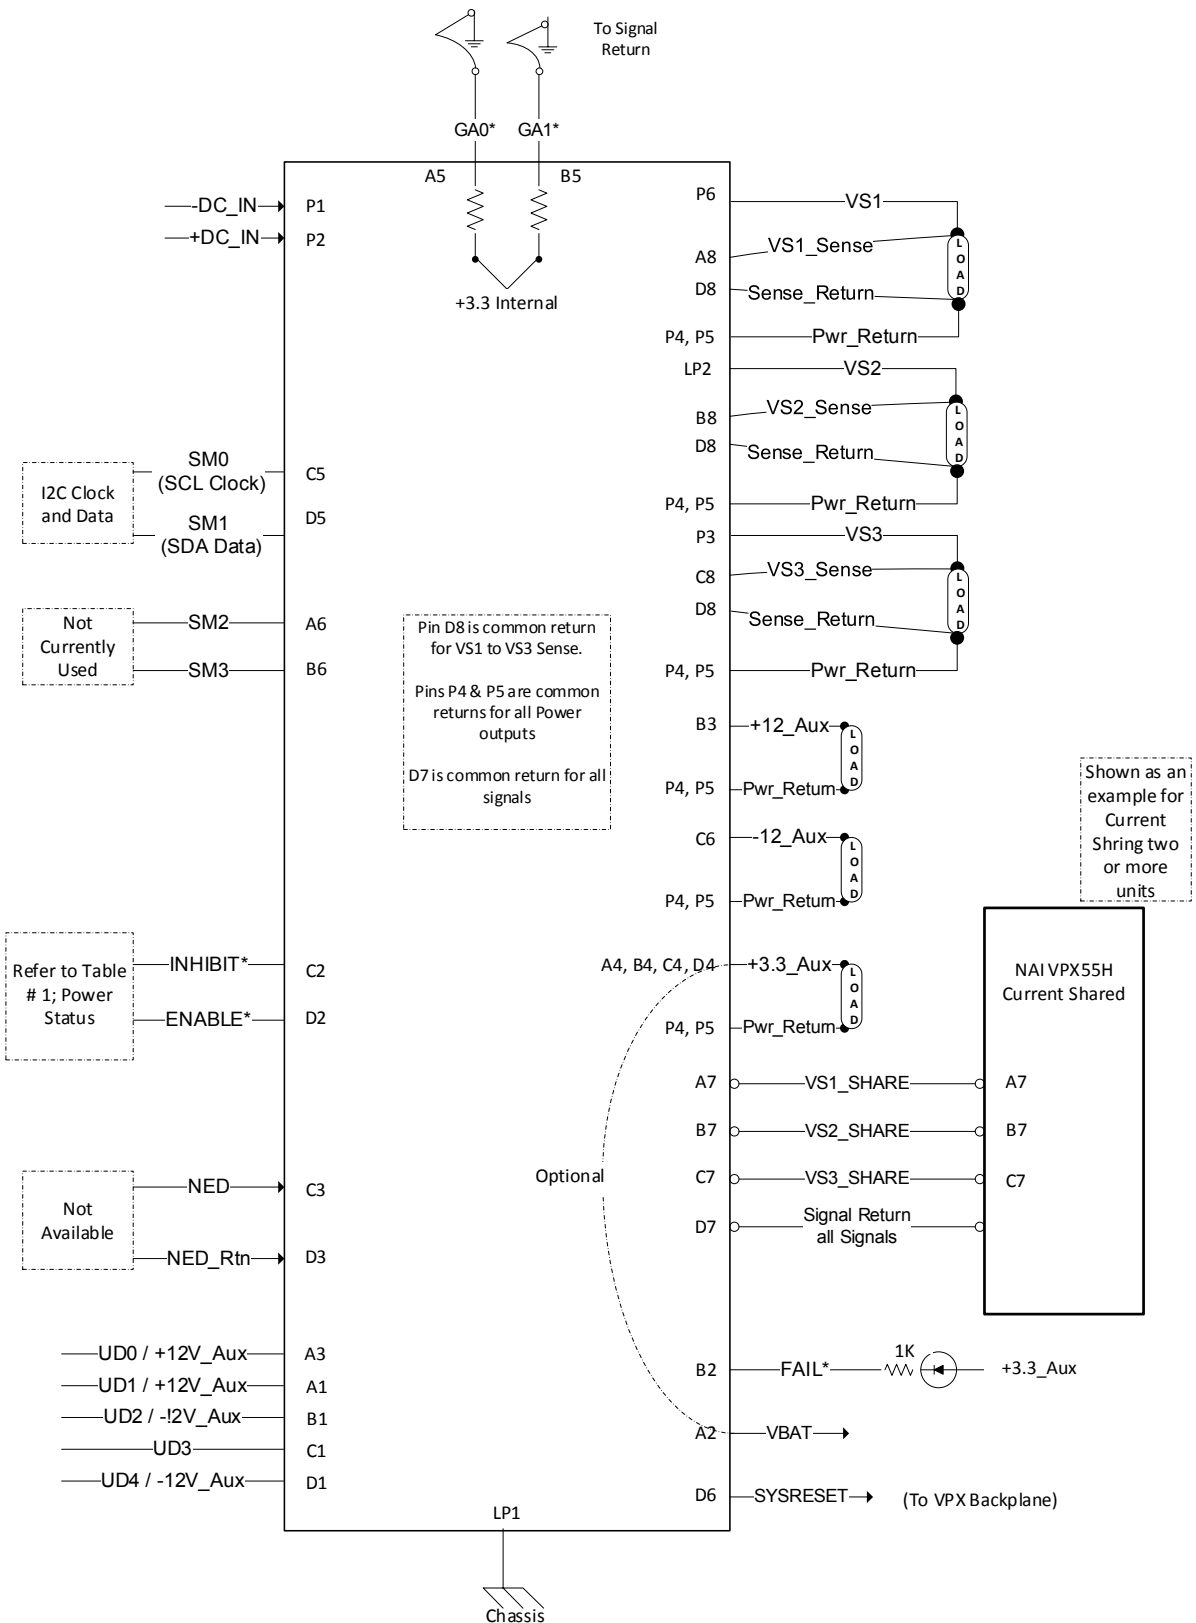 To Signal
Return
GA0*
GA1*
A5
B5
-DC_IN
P1
+DC_IN
P2
+3.3 Internal
P6
VS1
A8
VS1_Sense
D8
Sense_Return
P4, P5
Pwr_Return
LOAD
LP2
VS2
B8
VS2_Sense
D8
Sense_Return
P4, P5
Pwr_Return
LOAD
P3
VS3
C8
VS3_Sense
D8
Sense_Return
P4, P5
Pwr_Return
LOAD
I2C Clock
and Data
SM0
(SCL Clock)
C5
SM1
(SDA Data)
D5
Not
Currently
Used
SM2
A6
SM3
B6
Pin D8 is common return
for VS1 to VS3 Sense.
Pins P4 & P5 are common
returns for all Power
outputs
D7 is common return for all
signals
B3
+12_Aux
P4, P5
Pwr_Return
LOAD
C6
-12_Aux
P4, P5
Pwr_Return
LOAD
A4, B4, C4, D4
+3.3_Aux
P4, P5
Pwr_Return
LOAD
Shown as an
example for
Current
Shring two
or more
units
Refer to Table
# 1; Power
Status
INHIBIT*
C2
ENABLE*
D2
NAI VPX55H
Current Shared
A7
VS1_SHARE
A7
B7
VS2_SHARE
B7
C7
VS3_SHARE
C7
D7
Signal Return
all Signals
Optional
Not
Available
NED
C3
NED_Rtn
D3
UD0 / +12V_Aux
A3
UD1 / +12V_Aux
A1
UD2 / -!2V_Aux
B1
UD3
C1
UD4 / -12V_Aux
D1
B2
FAIL*
1K
+3.3_Aux
A2
VBAT
D6
SYSRESET
(To VPX Backplane)
LP1
Chassis